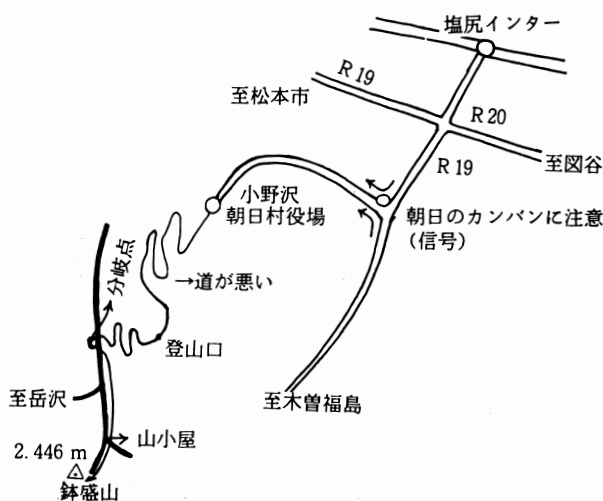 塩尻インター
R 19
至松本市
R 20
至図谷
R 19
小野沢
朝日村役場
朝日のカンバンに注意
(信号)
分岐点
→道が悪い
登山口
至木曽福島
至岳沢
山小屋
2.446 m
鉢盛山